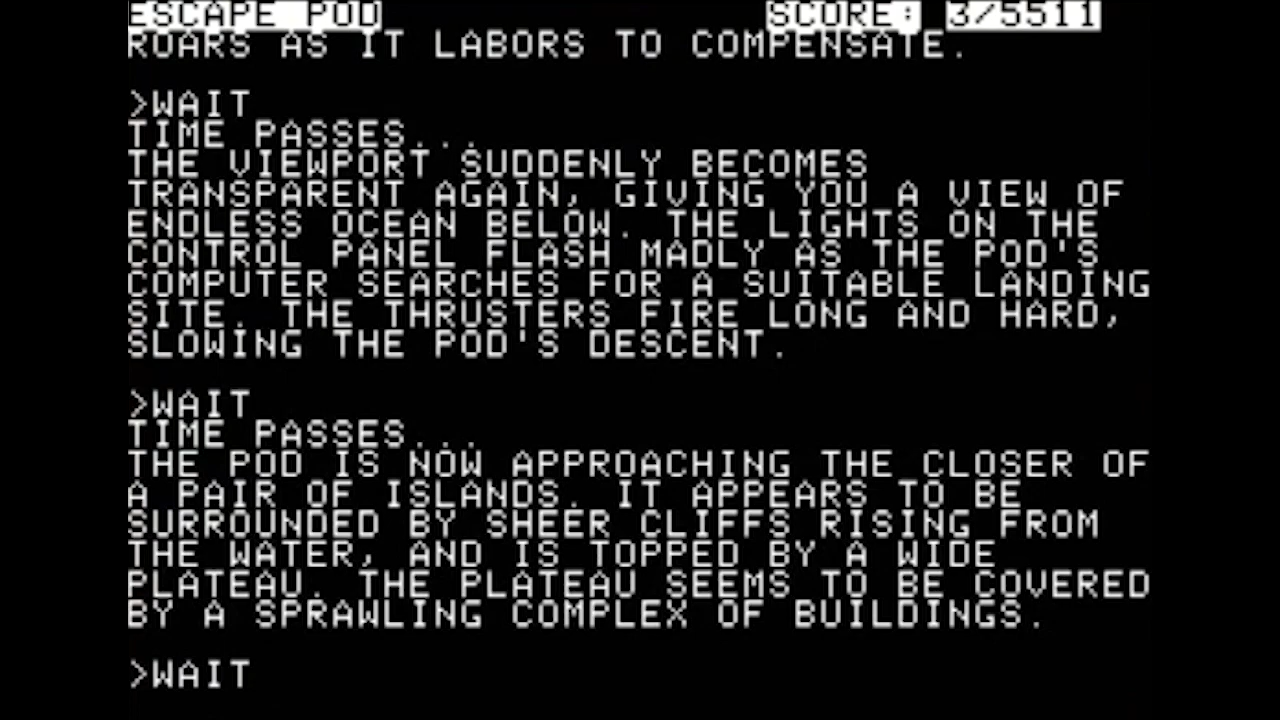 ESCAPE POD SCORE: 3/5511
ROARS AS IT LABORS TO COMPENSATE.
>WAIT
TIME PASSES...
THE VIEWPORT SUDDENLY BECOMES
TRANSPARENT AGAIN, GIVING YOU A VIEW OF
ENDLESS OCEAN BELOW. THE LIGHTS ON THE
CONTROL PANEL FLASH MADLY AS THE POD'S
COMPUTER SEARCHES FOR A SUITABLE LANDING
SITE. THE THRUSTERS FIRE LONG AND HARD,
SLOWING THE POD'S DESCENT.
>WAIT
TIME PASSES...
THE POD IS NOW APPROACHING THE CLOSER OF
A PAIR OF ISLANDS. IT APPEARS TO BE
SURROUNDED BY SHEER CLIFFS RISING FROM
THE WATER, AND IS TOPPED BY A WIDE
PLATEAU. THE PLATEAU SEEMS TO BE COVERED
BY A SPRAWLING COMPLEX OF BUILDINGS.
>WAIT